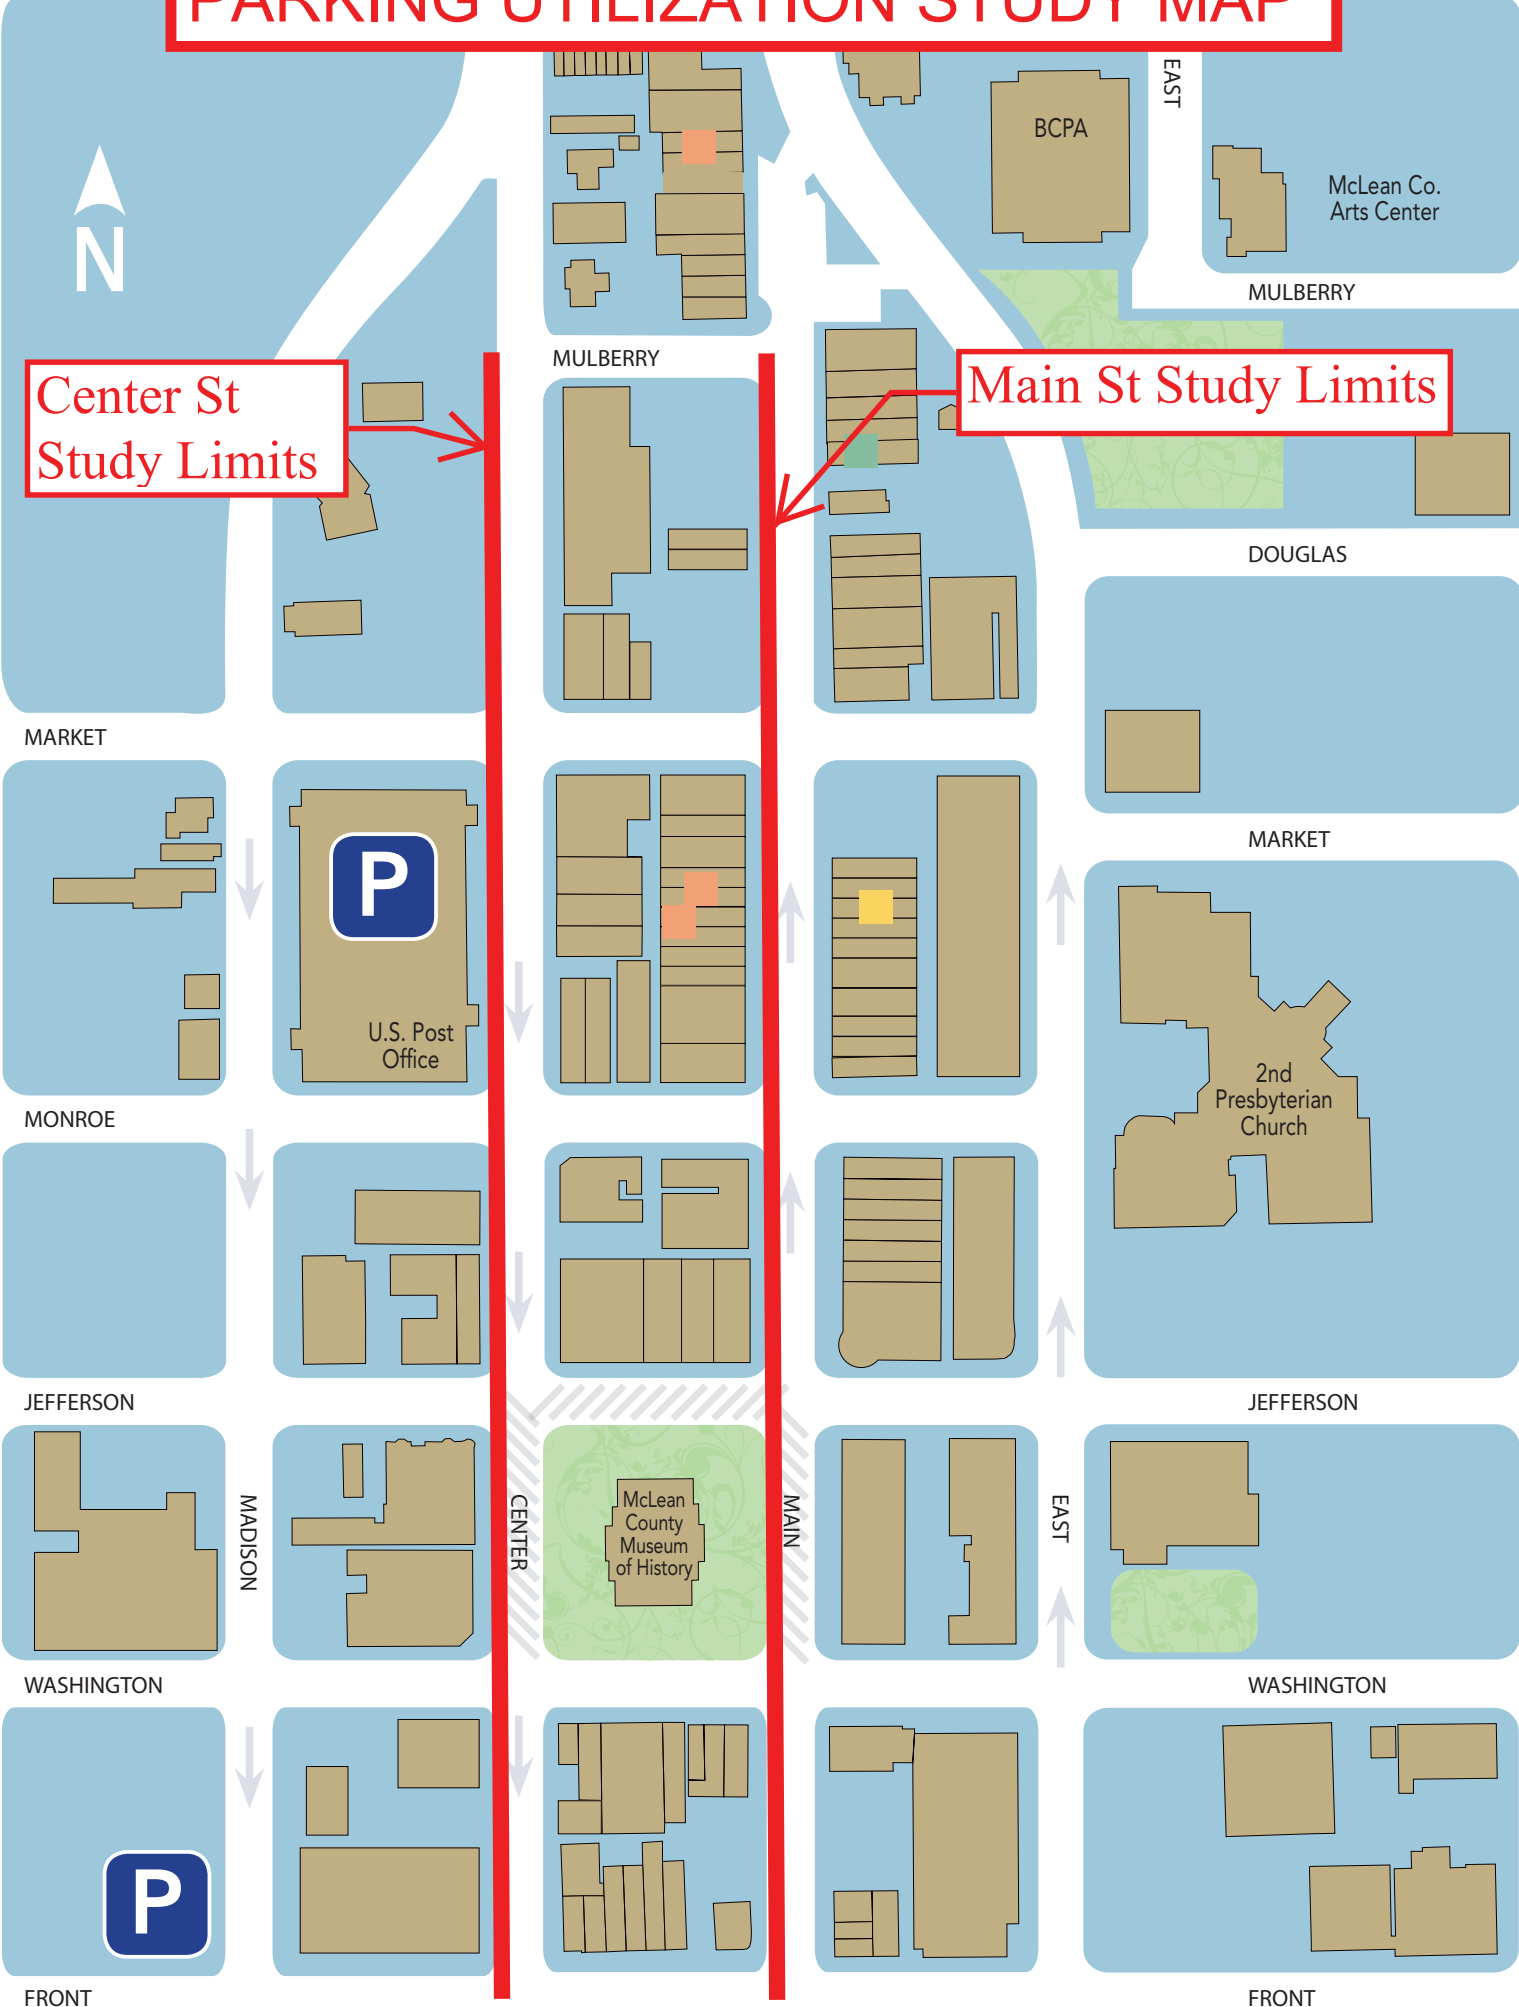 PARKING UTILIZATION STUDY MAP
EAST
BCPA
McLean Co.
Arts Center
N
MULBERRY
MULBERRY
Center St
Study Limits
Main St Study Limits
DOUGLAS
MARKET
MARKET
P
U.S. Post
Office
2nd
Presbyterian
Church
MONROE
JEFFERSON
JEFFERSON
MADISON
CENTER
McLean
County
Museum
of History
MAIN
EAST
WASHINGTON
WASHINGTON
P
FRONT
FRONT